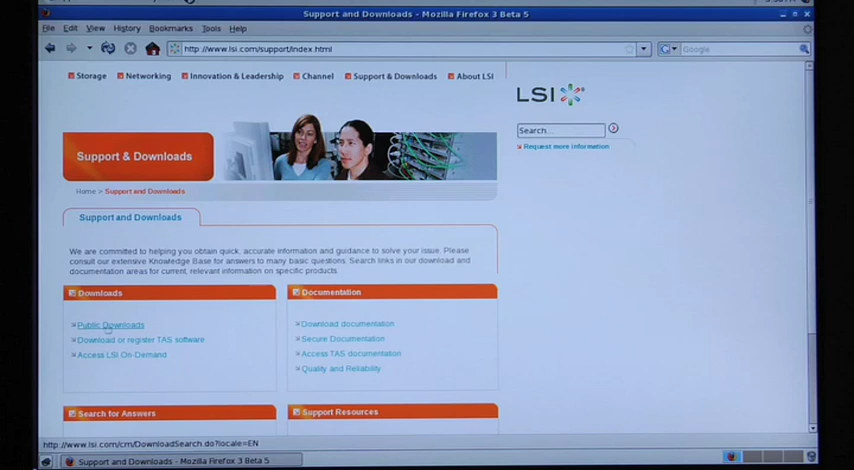 Support and Downloads - Mozilla Firefox 3 Beta 5
File Edit View History Bookmarks Tools Help
http://www.lsi.com/support/index.html
G Google
Storage Networking Innovation & Leadership Channel Support & Downloads About LSI
LSI
Search...
Request more information
Support & Downloads
Home > Support and Downloads
Support and Downloads
We are committed to helping you obtain quick, accurate information and guidance to solve your issue. Please
consult our extensive Knowledge Base for answers to many basic questions. Search links in our download and
documentation areas for current, relevant information on specific products.
Downloads
Public Downloads
Download or register TAS software
Access LSI On-Demand
Documentation
Download documentation
Secure Documentation
Access TAS documentation
Quality and Reliability
Search for Answers
Support Resources
http://www.lsi.com/cm/DownloadSearch.do?locale=EN
Support and Downloads - Mozilla Firefox 3 Beta 5